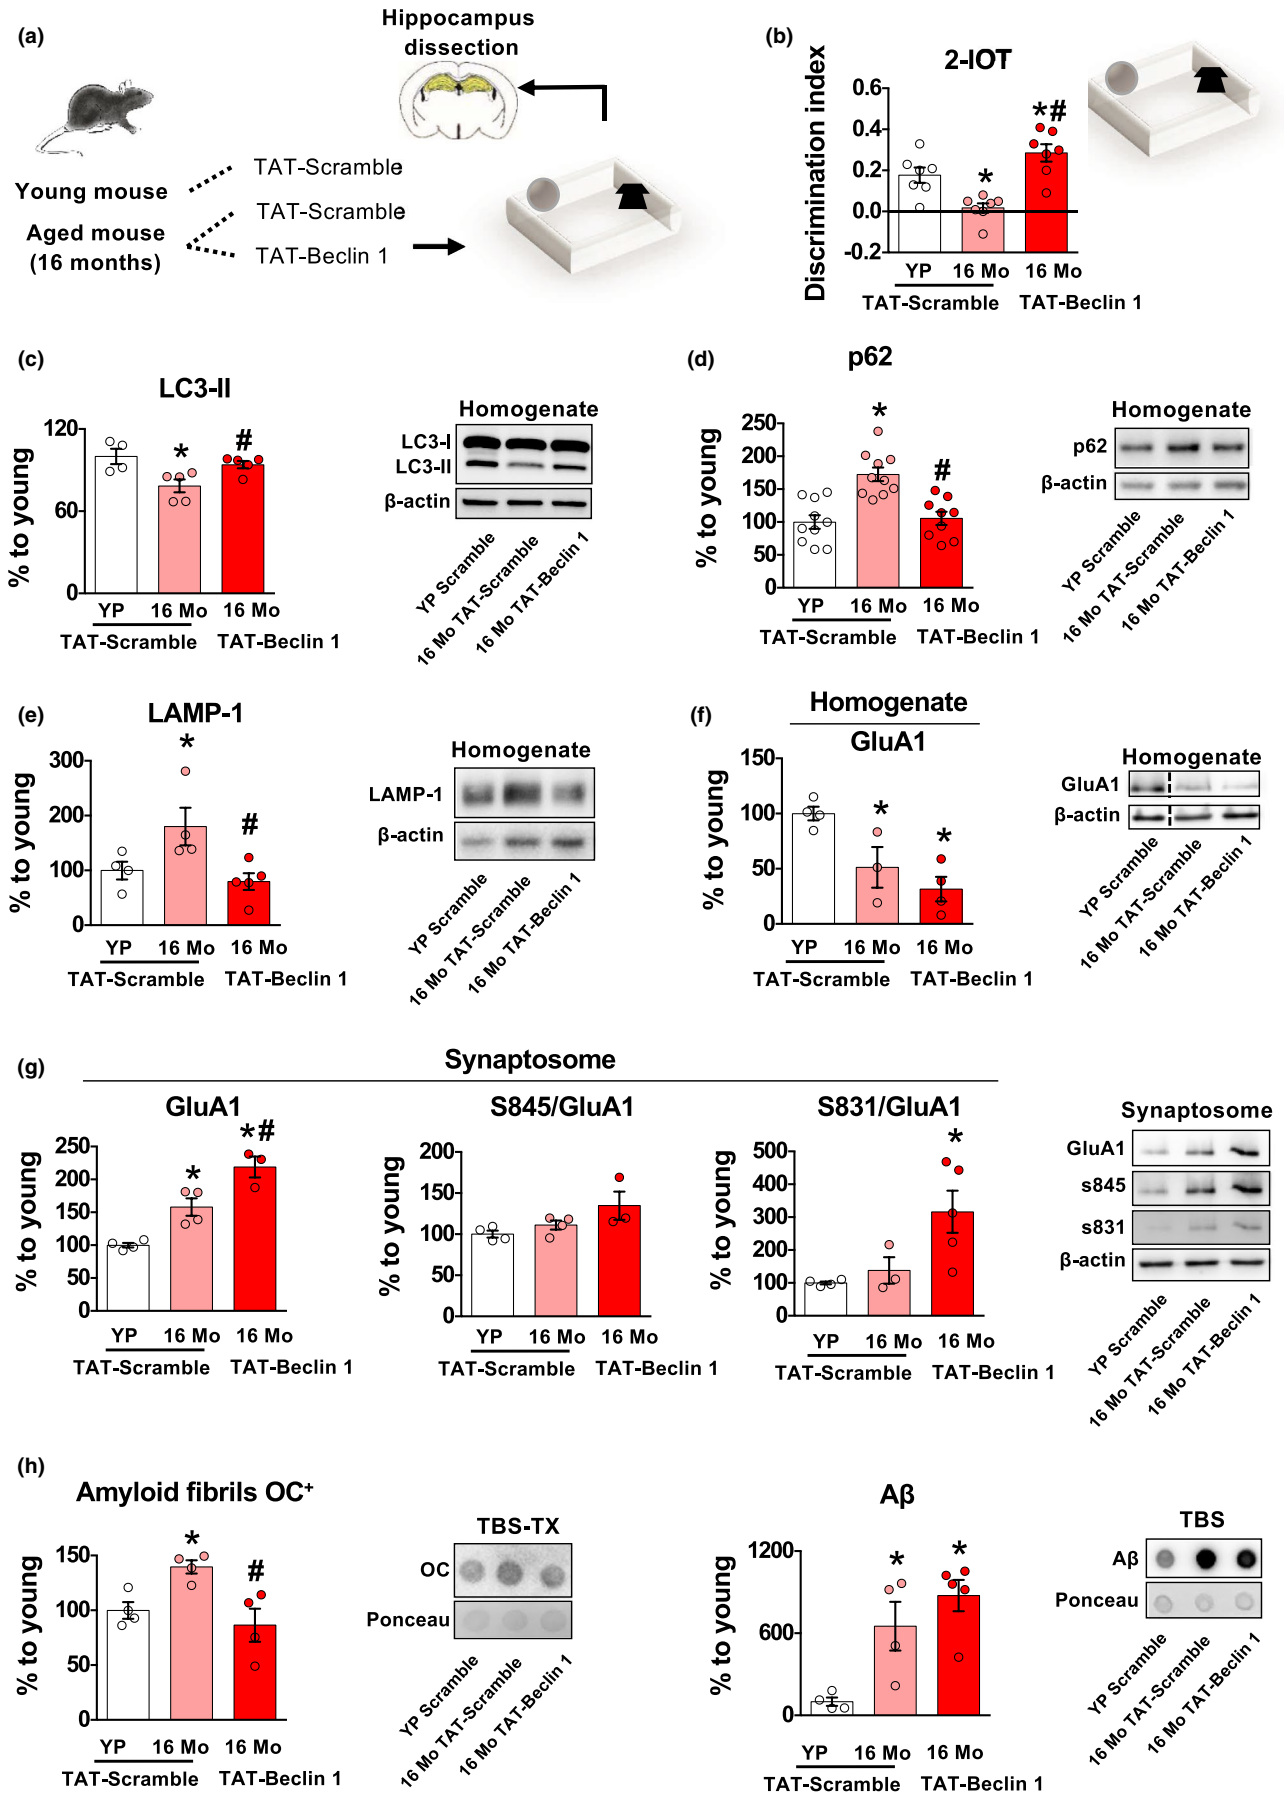 (a)
Hippocampus
dissection
Young mouse
Aged mouse
(16 months)
TAT-Scramble
TAT-Scramble
TAT-Beclin 1
(b)
2-IOT
Discrimination index
0.6
0.4
0.2
0.0
-0.2
*
*#
YP
16 Mo
16 Mo
TAT-Scramble
TAT-Beclin 1
(c)
LC3-II
% to young
120
60
0
*
#
YP
16 Mo
16 Mo
TAT-Scramble
TAT-Beclin 1
Homogenate
LC3-I
LC3-II
β-actin
YP Scramble
16 Mo TAT-Scramble
16 Mo TAT-Beclin 1
(d)
p62
% to young
250
200
150
100
50
0
*
#
YP
16 Mo
16 Mo
TAT-Scramble
TAT-Beclin 1
Homogenate
p62
β-actin
YP Scramble
16 Mo TAT-Scramble
16 Mo TAT-Beclin 1
(e)
LAMP-1
% to young
300
200
100
0
*
#
YP
16 Mo
16 Mo
TAT-Scramble
TAT-Beclin 1
Homogenate
LAMP-1
β-actin
YP Scramble
16 Mo TAT-Scramble
16 Mo TAT-Beclin 1
(f)
Homogenate
GluA1
% to young
150
100
50
0
*
*
YP
16 Mo
16 Mo
TAT-Scramble
TAT-Beclin 1
Homogenate
GluA1
β-actin
YP Scramble
16 Mo TAT-Scramble
16 Mo TAT-Beclin 1
(g)
Synaptosome
GluA1
% to young
250
200
150
100
50
0
*
*#
YP
16 Mo
16 Mo
TAT-Scramble
TAT-Beclin 1
S845/GluA1
% to young
200
150
100
50
0
YP
16 Mo
16 Mo
TAT-Scramble
TAT-Beclin 1
S831/GluA1
% to young
500
400
300
200
100
0
*
YP
16 Mo
16 Mo
TAT-Scramble
TAT-Beclin 1
Synaptosome
GluA1
s845
s831
β-actin
YP Scramble
16 Mo TAT-Scramble
16 Mo TAT-Beclin 1
(h)
Amyloid fibrils OC⁺
% to young
150
100
50
0
*
#
YP
16 Mo
16 Mo
TAT-Scramble
TAT-Beclin 1
TBS-TX
OC
Ponceau
YP Scramble
16 Mo TAT-Scramble
16 Mo TAT-Beclin 1
Aβ
% to young
1200
600
0
*
*
YP
16 Mo
16 Mo
TAT-Scramble
TAT-Beclin 1
TBS
Aβ
Ponceau
YP Scramble
16 Mo TAT-Scramble
16 Mo TAT-Beclin 1